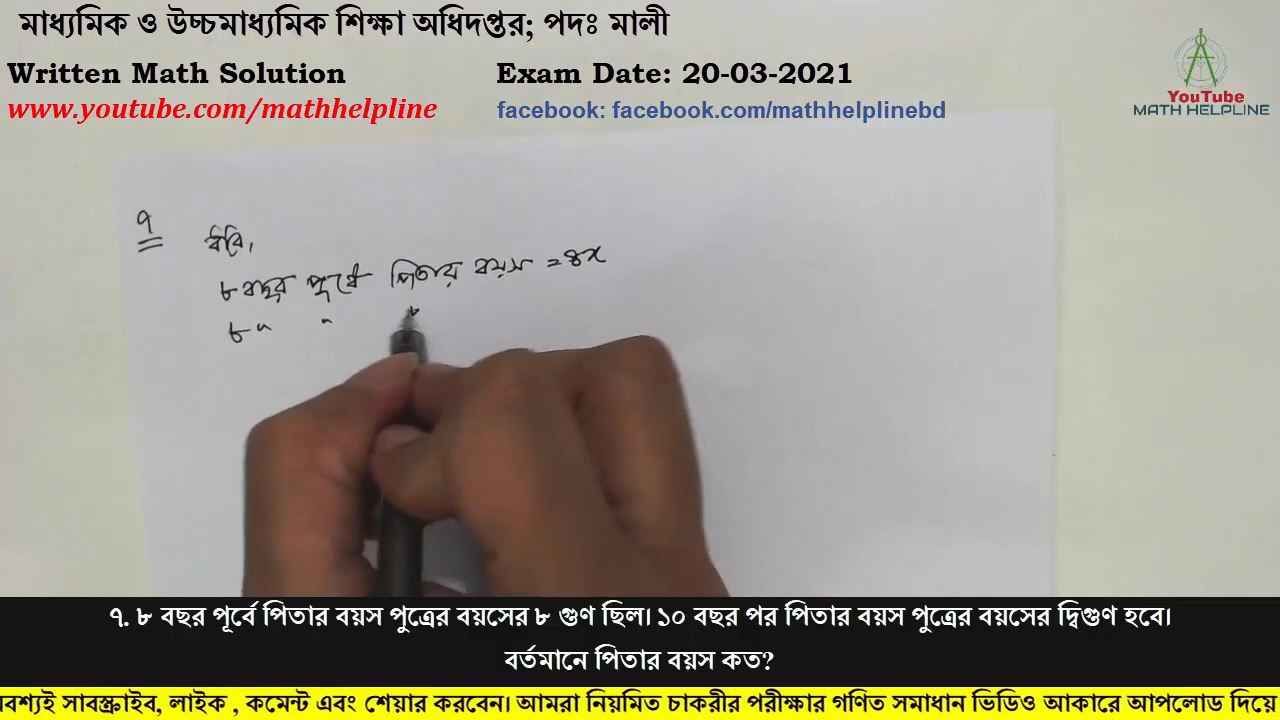 মাধ্যমিক ও উচ্চমাধ্যমিক শিক্ষা অধিদপ্তর; পদঃ মালী
Written Math Solution
Exam Date: 20-03-2021
www.youtube.com/mathhelpline
facebook: facebook.com/mathhelplinebd
YouTube
MATH HELPLINE
৭
ধরি,
৮ বছর পূর্বে পিতার বয়স = ৪x
৮ " "
৭. ৮ বছর পূর্বে পিতার বয়স পুত্রের বয়সের ৮ গুণ ছিল। ১০ বছর পর পিতার বয়স পুত্রের বয়সের দ্বিগুণ হবে।
বর্তমানে পিতার বয়স কত?
বশ্যই সাবস্ক্রাইব, লাইক , কমেন্ট এবং শেয়ার করবেন। আমরা নিয়মিত চাকরীর পরীক্ষার গণিত সমাধান ভিডিও আকারে আপলোড দিয়ে